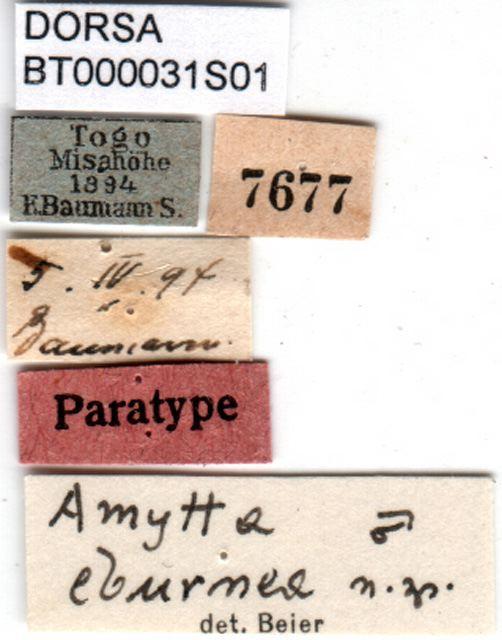 DORSA
BT000031S01
Togo
Misahöhe
1894
E.Baumann S.
7677
5. IV. 94
Baumann.
Paratype
Amytta ♂
eburnea n. sp.
det. Beier